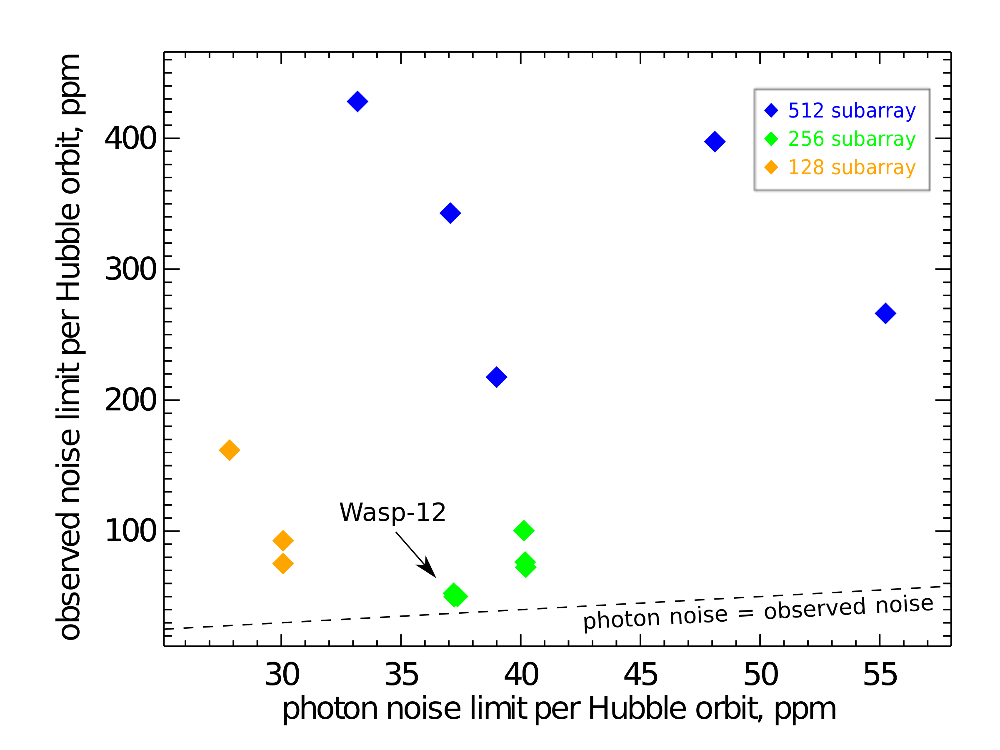 observed noise limit per Hubble orbit, ppm
400
300
200
100
512 subarray
256 subarray
128 subarray
Wasp-12
photon noise = observed noise
30 35 40 45 50 55
photon noise limit per Hubble orbit, ppm